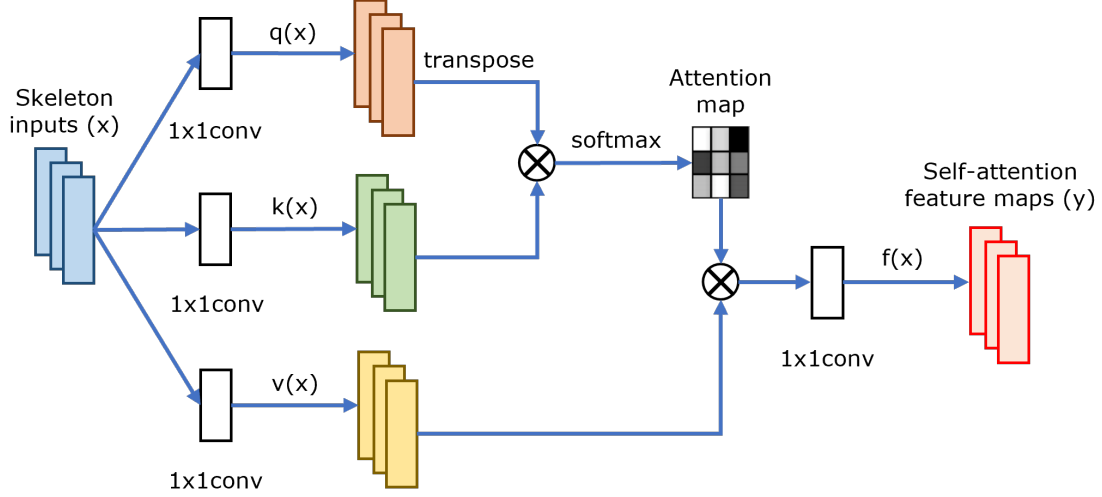 Skeleton
inputs (x)
q(x)
1x1conv
transpose
k(x)
1x1conv
v(x)
1x1conv
softmax
Attention
map
1x1conv
f(x)
Self-attention
feature maps (y)